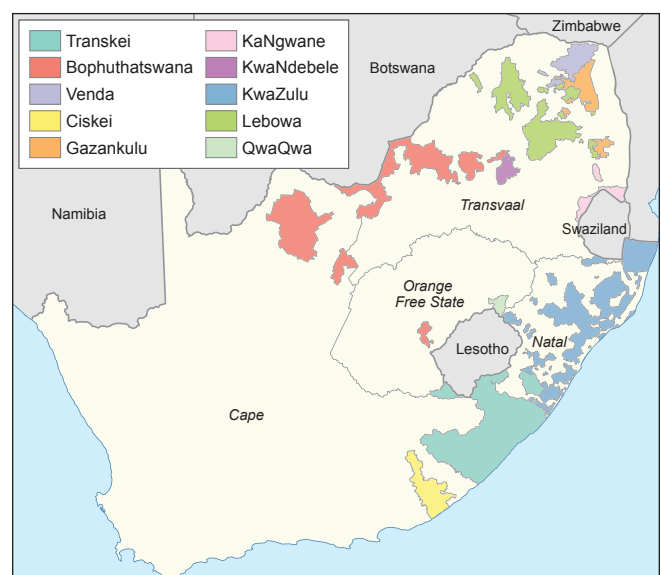 Transkei
Bophuthatswana
Venda
Ciskei
Gazankulu
KaNgwane
KwaNdebele
KwaZulu
Lebowa
QwaQwa
Zimbabwe
Botswana
Namibia
Transvaal
Swaziland
Orange
Free State
Natal
Lesotho
Cape